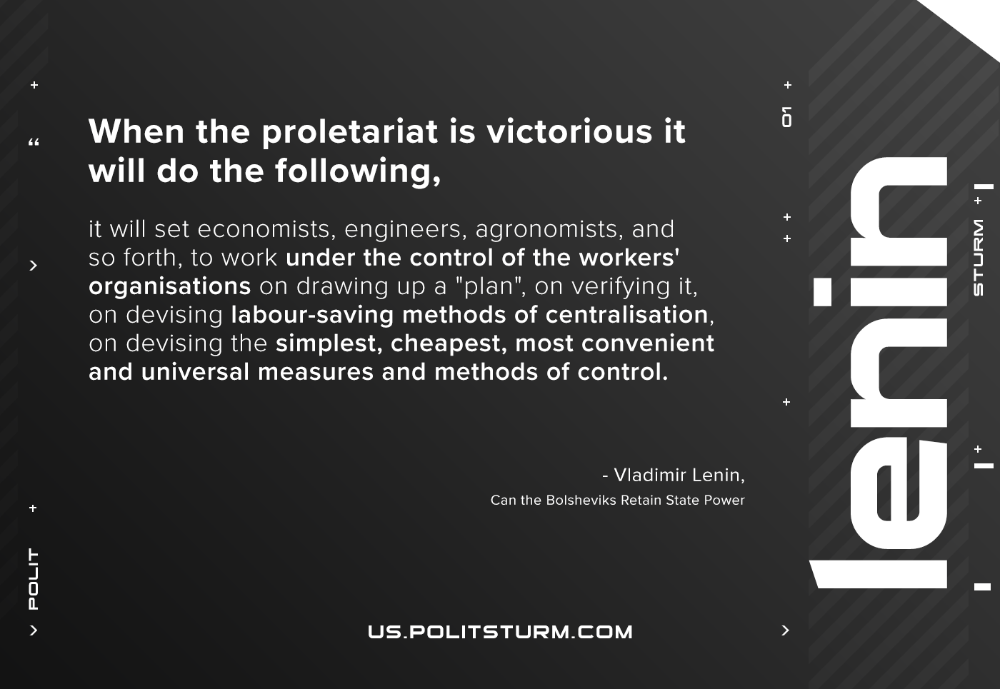 “
When the proletariat is victorious it
will do the following,
it will set economists, engineers, agronomists, and
so forth, to work under the control of the workers'
organisations on drawing up a "plan", on verifying it,
on devising labour-saving methods of centralisation,
on devising the simplest, cheapest, most convenient
and universal measures and methods of control.
- Vladimir Lenin,
Can the Bolsheviks Retain State Power
POLIT
US.POLITSTURM.COM
01
lenin
STURM